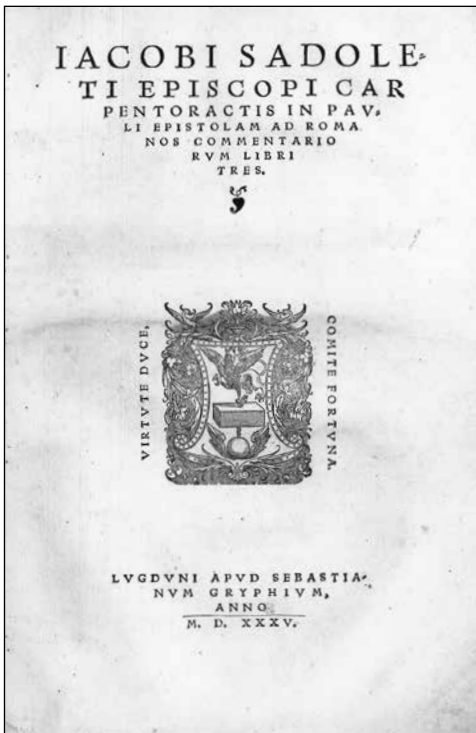 IACOBI SADOLE-
TI EPISCOPI CAR
PENTORACTIS IN PAV-
LI EPISTOLAM AD ROMA
NOS COMMENTARIO
RVM LIBRI
TRES.
VIRTVTE DVCE,
COMITE FORTVNA.
LVGDVNI APVD SEBASTIA-
NVM GRYPHIVM,
ANNO
M. D. XXXV.